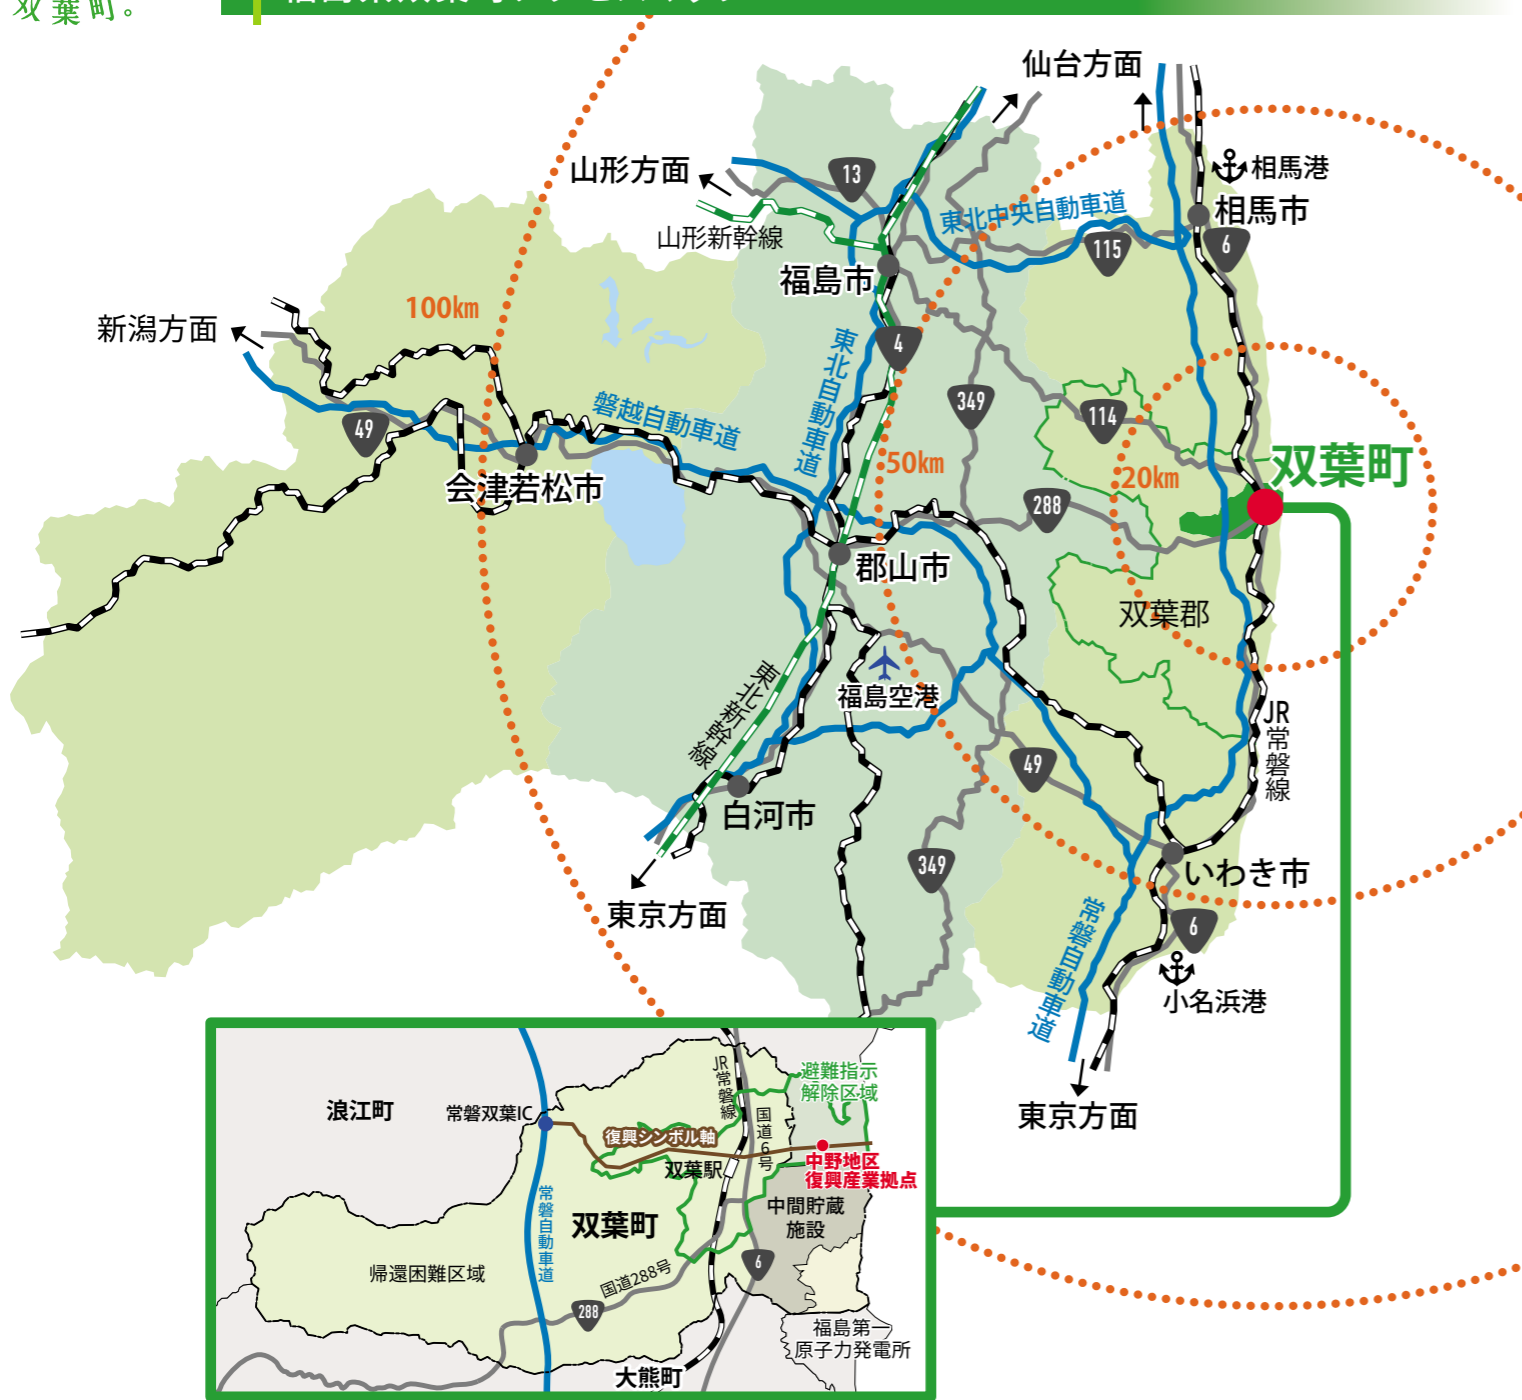 双葉町。
仙台方面
相馬港
相馬市
6
山形方面
13
東北中央自動車道
山形新幹線
115
福島市
100km
新潟方面
4
東北自動車道
349
114
磐越自動車道
49
50km
20km
双葉町
会津若松市
288
郡山市
双葉郡
福島空港
東北新幹線
JR常磐線
49
白河市
349
いわき市
東京方面
6
常磐自動車道
小名浜港
東京方面
浪江町
常磐双葉IC
JR常磐線
避難指示
解除区域
国道6号
復興シンボル軸
双葉駅
中野地区
復興産業拠点
常磐自動車道
双葉町
中間貯蔵
施設
帰還困難区域
国道288号
6
288
福島第一
原子力発電所
大熊町